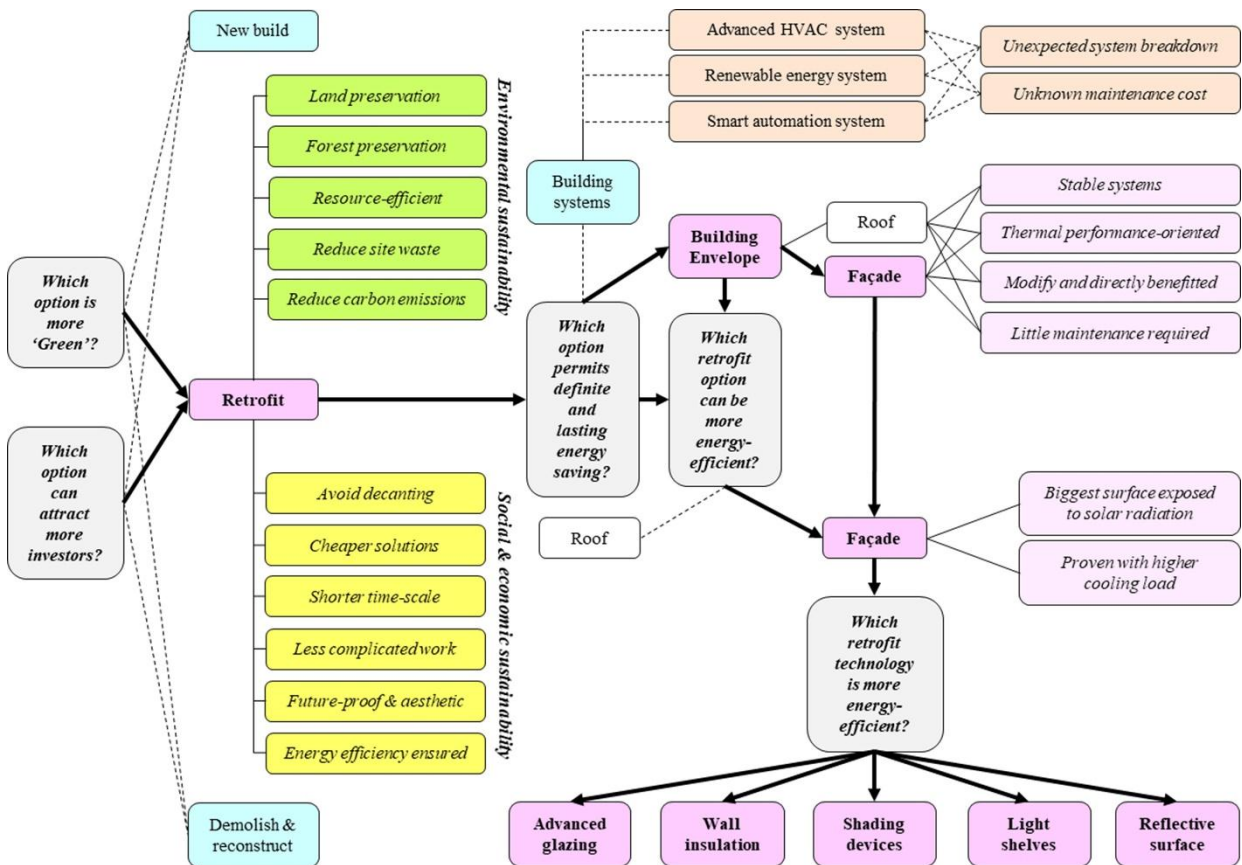 New build
Land preservation
Forest preservation
Resource-efficient
Reduce site waste
Reduce carbon emissions
Environmental sustainability
Which
option is
more
‘Green’?
Retrofit
Which
option
can
attract
more
investors?
Avoid decanting
Cheaper solutions
Shorter time-scale
Less complicated work
Future-proof & aesthetic
Energy efficiency ensured
Social & economic sustainability
Demolish &
reconstruct
Advanced HVAC system
Renewable energy system
Smart automation system
Unexpected system breakdown
Unknown maintenance cost
Building
systems
Building
Envelope
Roof
Façade
Stable systems
Thermal performance-oriented
Modify and directly benefitted
Little maintenance required
Which
option
permits
definite
and
lasting
energy
saving?
Which
retrofit
option
can be
more
energy-
efficient?
Roof
Façade
Biggest surface exposed
to solar radiation
Proven with higher
cooling load
Which
retrofit
technology
is more
energy-
efficient?
Advanced
glazing
Wall
insulation
Shading
devices
Light
shelves
Reflective
surface